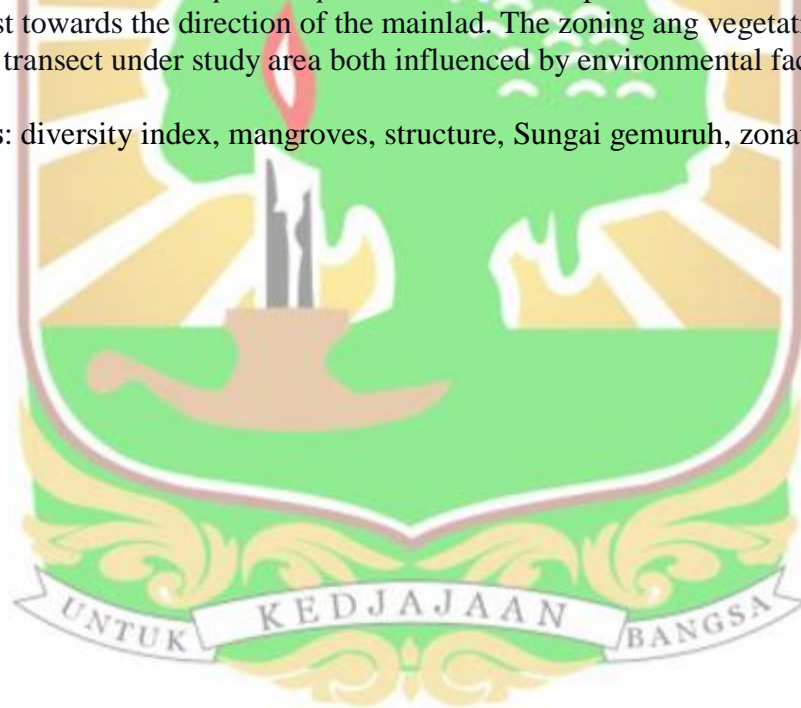 st towards the direction of the mainlad. The zoning ang vegetati
transect under study area both influenced by environmental fac
s: diversity index, mangroves, structure, Sungai gemuruh, zona
UNTUK KEDJAJAAN BANGSA